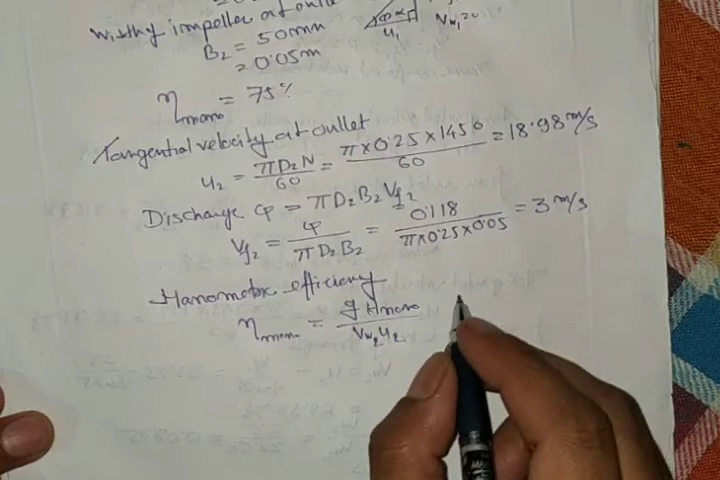 Width impeller at outlet
B2 = 50mm
= 0.05m
u1
Vw1=0
ηmano = 75%
Tangential velocity at outlet
u2 = πD2N/60 = π×0.25×1450/60 = 18.98 m/s
Discharge φ = πD2B2Vf2
Vf2 = φ/πD2B2 = 0.118/π×0.25×0.05 = 3 m/s
Manometric efficiency
ηmano = gHmano/Vw2u2